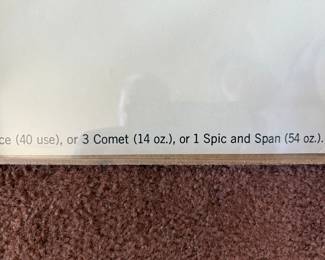 ce (40 use), or 3 Comet (14 oz.), or 1 Spic and Span (54 oz.).